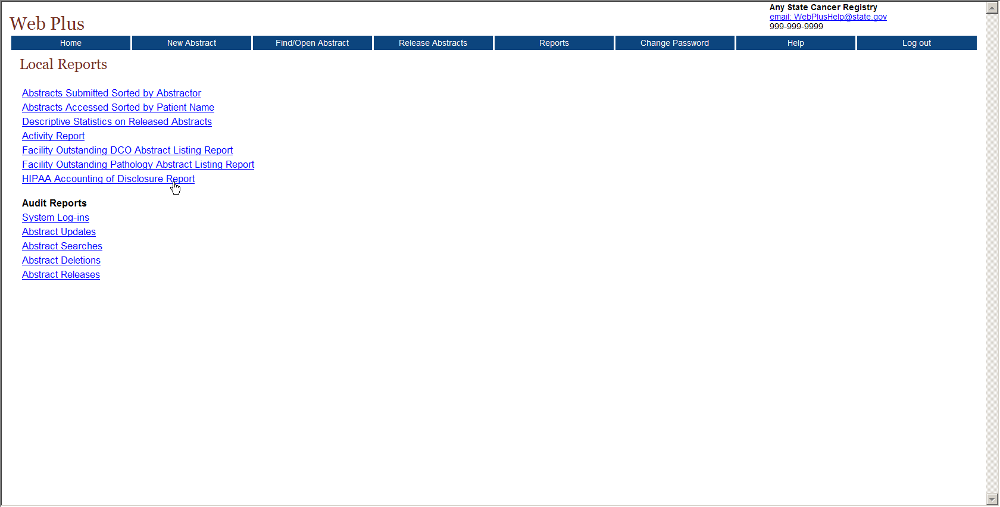 Any State Cancer Registry
email: WebPlusHelp@state.gov
999-999-9999
Web Plus
Home New Abstract Find/Open Abstract Release Abstracts Reports Change Password Help Log out
Local Reports
Abstracts Submitted Sorted by Abstractor
Abstracts Accessed Sorted by Patient Name
Descriptive Statistics on Released Abstracts
Activity Report
Facility Outstanding DCO Abstract Listing Report
Facility Outstanding Pathology Abstract Listing Report
HIPAA Accounting of Disclosure Report
Audit Reports
System Log-ins
Abstract Updates
Abstract Searches
Abstract Deletions
Abstract Releases